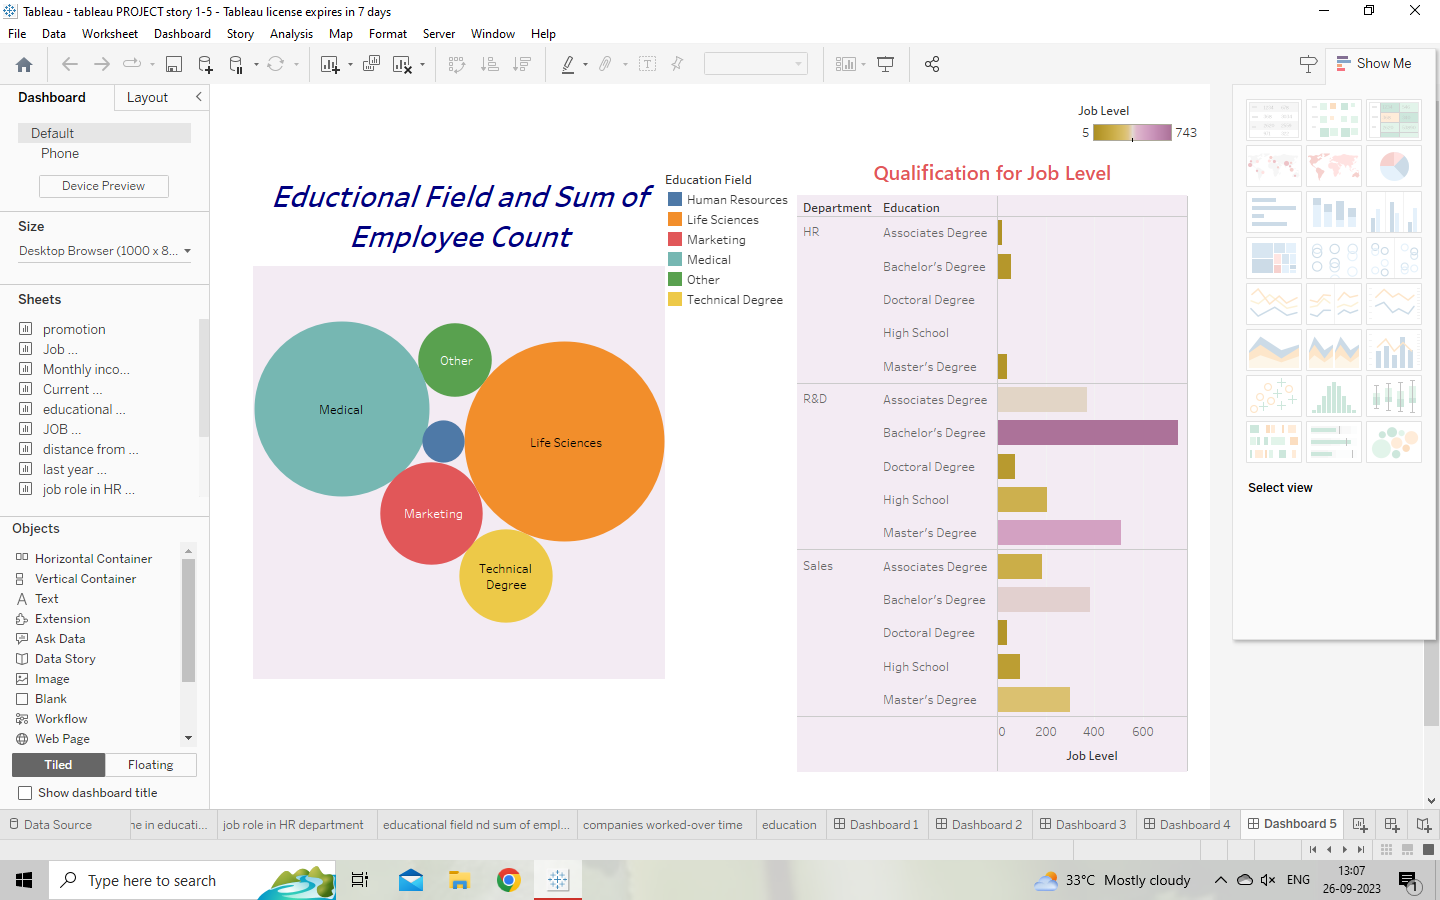 Tableau - tableau PROJECT story 1-5 - Tableau license expires in 7 days
File Data Worksheet Dashboard Story Analysis Map Format Server Window Help
Show Me
Dashboard Layout
Default
Phone
Device Preview
Size
Desktop Browser (1000 x 8...
Sheets
promotion
Job ...
Monthly inco...
Current ...
educational ...
JOB ...
distance from ...
last year ...
job role in HR ...
Objects
Horizontal Container
Vertical Container
Text
Extension
Ask Data
Data Story
Image
Blank
Workflow
Web Page
Tiled Floating
Show dashboard title
Eductional Field and Sum of
Employee Count
Medical
Other
Life Sciences
Marketing
Technical
Degree
Education Field
Human Resources
Life Sciences
Marketing
Medical
Other
Technical Degree
Job Level
5 743
Qualification for Job Level
Department Education
HR Associates Degree
Bachelor's Degree
Doctoral Degree
High School
Master's Degree
R&D Associates Degree
Bachelor's Degree
Doctoral Degree
High School
Master's Degree
Sales Associates Degree
Bachelor's Degree
Doctoral Degree
High School
Master's Degree
0 200 400 600
Job Level
Select view
Data Source ne in educati... job role in HR department educational field nd sum of empl... companies worked-over time education Dashboard 1 Dashboard 2 Dashboard 3 Dashboard 4 Dashboard 5
Type here to search
33°C Mostly cloudy
ENG
13:07
26-09-2023
1